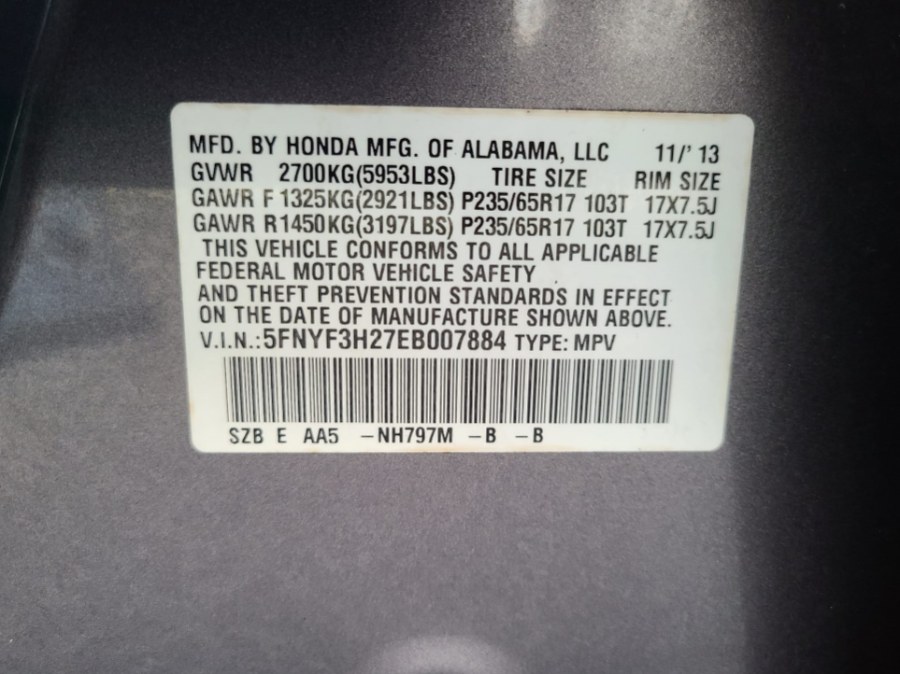 MFD. BY HONDA MFG. OF ALABAMA, LLC 11/'13
GVWR 2700KG(5953LBS) TIRE SIZE RIM SIZE
GAWR F 1325KG(2921LBS) P235/65R17 103T 17X7.5J
GAWR R1450KG(3197LBS) P235/65R17 103T 17X7.5J
THIS VEHICLE CONFORMS TO ALL APPLICABLE
FEDERAL MOTOR VEHICLE SAFETY
AND THEFT PREVENTION STANDARDS IN EFFECT
ON THE DATE OF MANUFACTURE SHOWN ABOVE.
V.I.N.:5FNYF3H27EB007884 TYPE: MPV
SZB E AA5 -NH797M -B -B